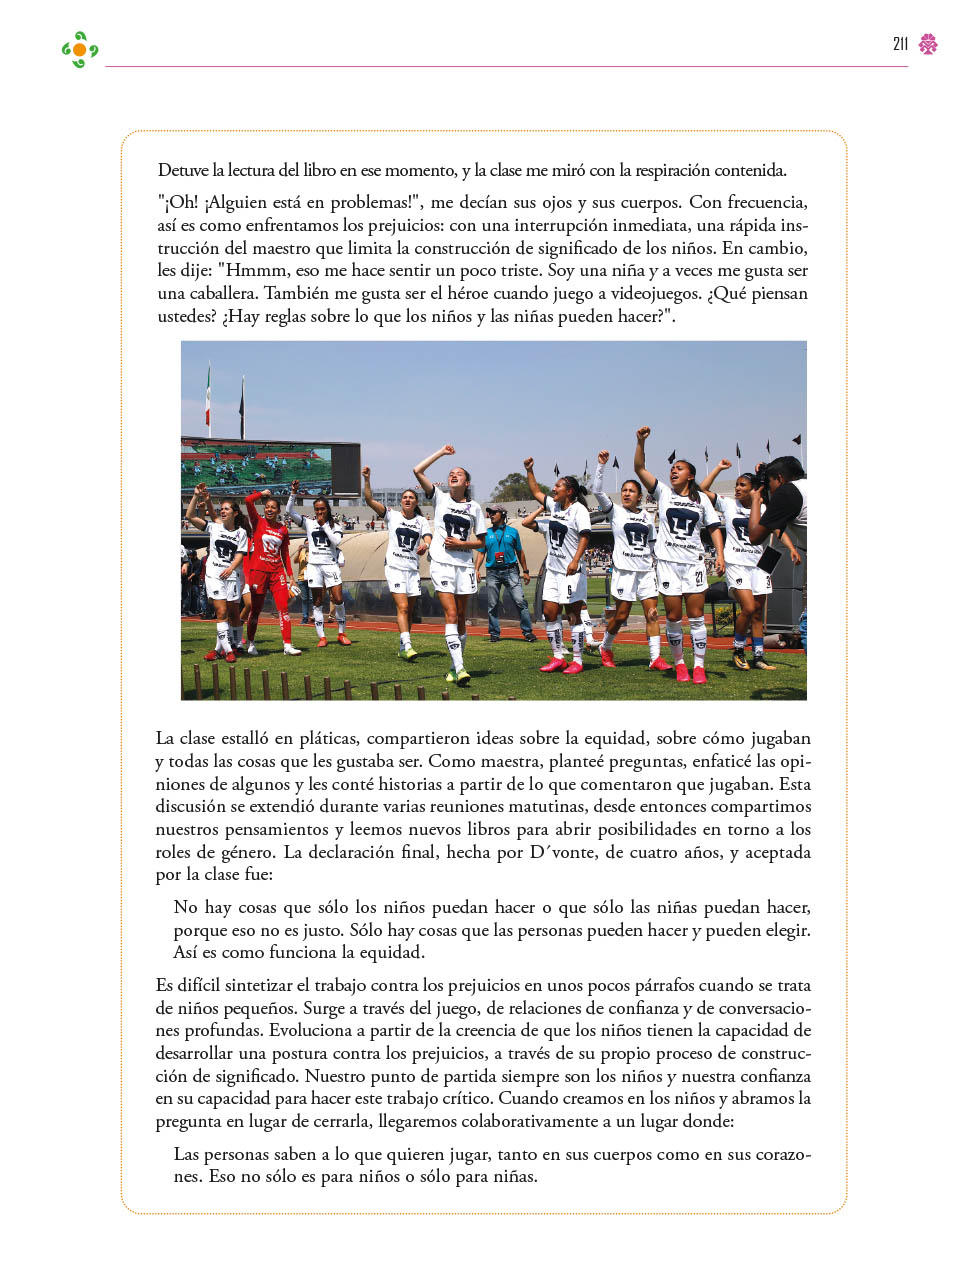 211
Detuve la lectura del libro en ese momento, y la clase me miró con la respiración contenida.
"¡Oh! ¡Alguien está en problemas!", me decían sus ojos y sus cuerpos. Con frecuencia,
así es como enfrentamos los prejuicios: con una interrupción inmediata, una rápida ins-
trucción del maestro que limita la construcción de significado de los niños. En cambio,
les dije: "Hmmm, eso me hace sentir un poco triste. Soy una niña y a veces me gusta ser
una caballera. También me gusta ser el héroe cuando juego a videojuegos. ¿Qué piensan
ustedes? ¿Hay reglas sobre lo que los niños y las niñas pueden hacer?".
La clase estalló en pláticas, compartieron ideas sobre la equidad, sobre cómo jugaban
y todas las cosas que les gustaba ser. Como maestra, planteé preguntas, enfaticé las opi-
niones de algunos y les conté historias a partir de lo que comentaron que jugaban. Esta
discusión se extendió durante varias reuniones matutinas, desde entonces compartimos
nuestros pensamientos y leemos nuevos libros para abrir posibilidades en torno a los
roles de género. La declaración final, hecha por D´vonte, de cuatro años, y aceptada
por la clase fue:
No hay cosas que sólo los niños puedan hacer o que sólo las niñas puedan hacer,
porque eso no es justo. Sólo hay cosas que las personas pueden hacer y pueden elegir.
Así es como funciona la equidad.
Es difícil sintetizar el trabajo contra los prejuicios en unos pocos párrafos cuando se trata
de niños pequeños. Surge a través del juego, de relaciones de confianza y de conversacio-
nes profundas. Evoluciona a partir de la creencia de que los niños tienen la capacidad de
desarrollar una postura contra los prejuicios, a través de su propio proceso de construc-
ción de significado. Nuestro punto de partida siempre son los niños y nuestra confianza
en su capacidad para hacer este trabajo crítico. Cuando creamos en los niños y abramos la
pregunta en lugar de cerrarla, llegaremos colaborativamente a un lugar donde:
Las personas saben a lo que quieren jugar, tanto en sus cuerpos como en sus corazo-
nes. Eso no sólo es para niños o sólo para niñas.